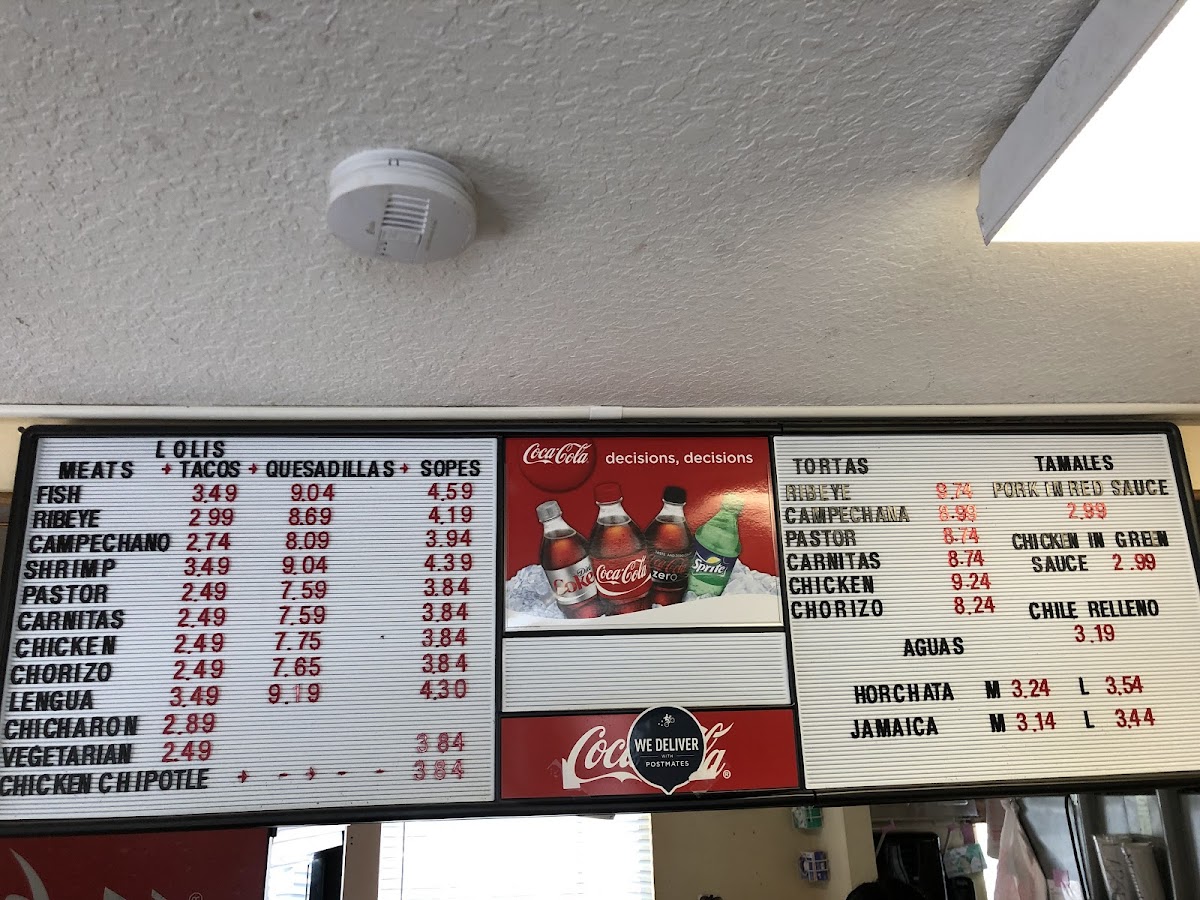 LOLIS
MEATS + TACOS + QUESADILLAS + SOPES
FISH 3.49 9.04 4.59
RIBEYE 2.99 8.69 4.19
CAMPECHANO 2.74 8.09 3.94
SHRIMP 3.49 9.04 4.39
PASTOR 2.49 7.59 3.84
CARNITAS 2.49 7.59 3.84
CHICKEN 2.49 7.75 3.84
CHORIZO 2.49 7.65 3.84
LENGUA 3.49 9.19 4.30
CHICHARON 2.89
VEGETARIAN 2.49 3 84
CHICKEN CHIPOTLE + - + - - 3 84
Coca-Cola decisions, decisions
Diet Coke
Coca-Cola
Coca-Cola zero
Sprite
Coca-Cola
WE DELIVER
WITH
POSTMATES
TORTAS
RIBEYE 9.74
CAMPECHANA 8.99
PASTOR 8.74
CARNITAS 8.74
CHICKEN 9.24
CHORIZO 8.24
TAMALES
PORK IN RED SAUCE
2.99
CHICKEN IN GREEN
SAUCE 2.99
CHILE RELLENO
3.19
AGUAS
HORCHATA M 3.24 L 3.54
JAMAICA M 3.14 L 3.44